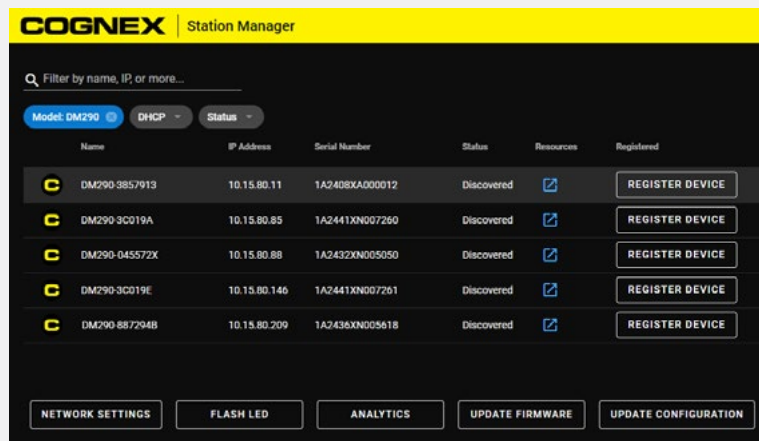 COGNEX Station Manager
Filter by name, IP, or more...
Model: DM290 DHCP Status
Name IP Address Serial Number Status Resources Registered
DM290-3857913 10.15.80.11 1A2408XA000012 Discovered REGISTER DEVICE
DM290-3C019A 10.15.80.85 1A2441XN007260 Discovered REGISTER DEVICE
DM290-045572X 10.15.80.88 1A2432XN005050 Discovered REGISTER DEVICE
DM290-3C019E 10.15.80.146 1A2441XN007261 Discovered REGISTER DEVICE
DM290-887294B 10.15.80.209 1A2436XN005618 Discovered REGISTER DEVICE
NETWORK SETTINGS FLASH LED ANALYTICS UPDATE FIRMWARE UPDATE CONFIGURATION